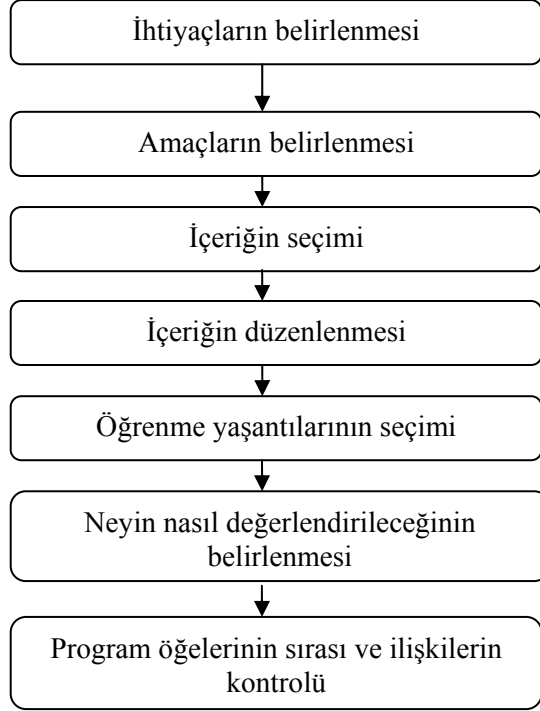 İhtiyaçların belirlenmesi
Amaçların belirlenmesi
İçeriğin seçimi
İçeriğin düzenlenmesi
Öğrenme yaşantılarının seçimi
Neyin nasıl değerlendirileceğinin
belirlenmesi
Program öğelerinin sırası ve ilişkilerin
kontrolü